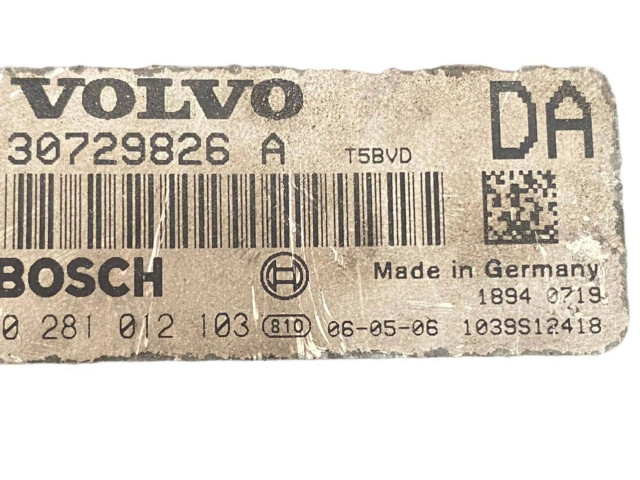 VOLVO
30729826 A T5BVD
DA
BOSCH
Made in Germany
1894 0719
0 281 012 103 810 06-05-06 1039S12418